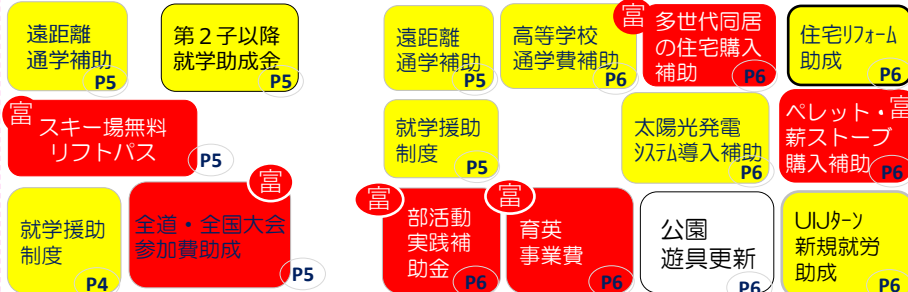 遠距離
通学補助
P5
第２子以降
就学助成金
P5
富
スキー場無料
リフトパス
P5
就学援助
制度
P4
富
全道・全国大会
参加費助成
P5
遠距離
通学補助
P5
高等学校
通学費補助
P6
富
多世代同居
の住宅購入
補助
P6
住宅ﾘﾌｫｰﾑ
助成
P6
就学援助
制度
P5
太陽光発電
ｼｽﾃﾑ導入補助
P6
富
ペレット・
薪ストーブ
購入補助
P6
富
部活動
実践補
助金
P6
富
育英
事業費
P6
公園
遊具更新
P6
UIJﾀｰﾝ
新規就労
助成
P6